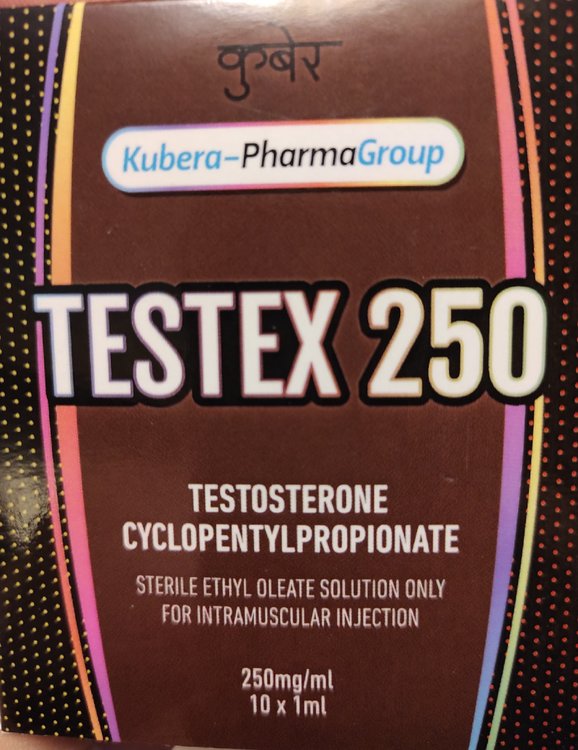 कुबेर
Kubera-PharmaGroup
TESTEX 250
TESTOSTERONE
CYCLOPENTYLPROPIONATE
STERILE ETHYL OLEATE SOLUTION ONLY
FOR INTRAMUSCULAR INJECTION
250mg/ml
10 x 1ml